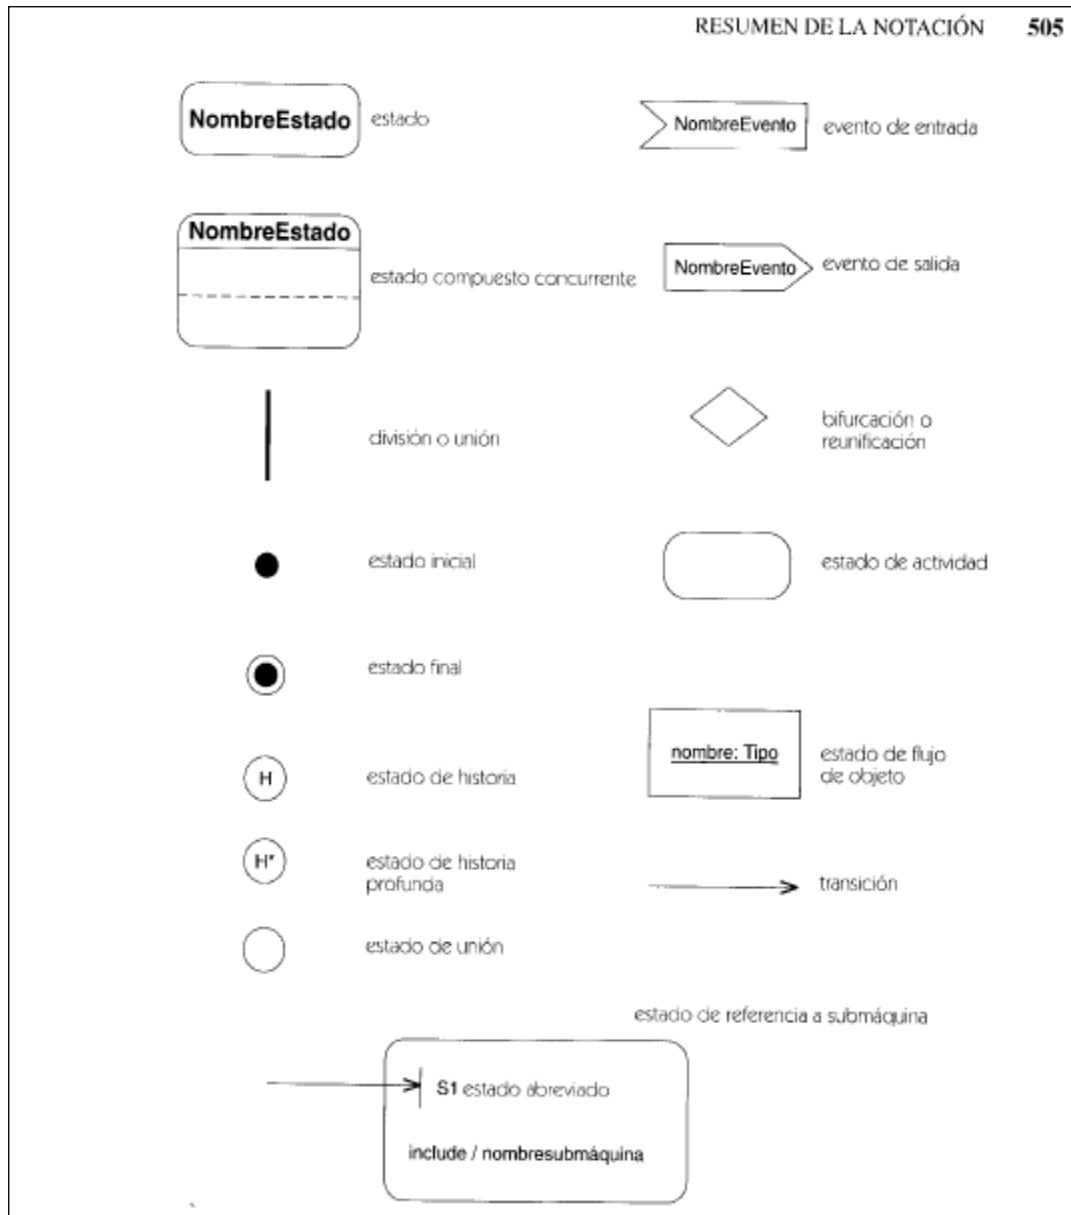 RESUMEN DE LA NOTACIÓN 505
NombreEstado
estado
NombreEvento
evento de entrada
NombreEstado
estado compuesto concurrente
NombreEvento
evento de salida
división o unión
bifurcación o
reunificación
estado inicial
estado de actividad
estado final
nombre: Tipo
estado de flujo
de objeto
H
estado de historia
H*
estado de historia
profunda
transición
estado de unión
estado de referencia a submáquina
S1 estado abreviado
include / nombresubmáquina